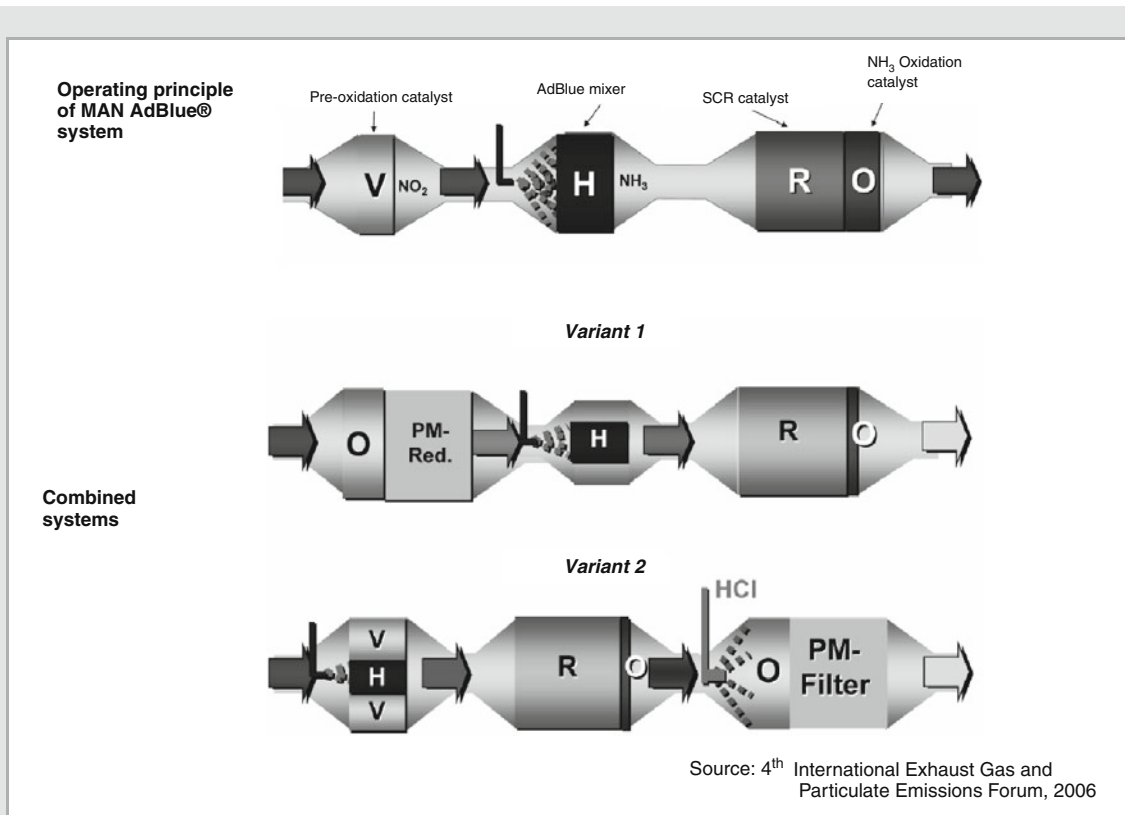 Operating principle
of MAN AdBlue®
system
Pre-oxidation catalyst
AdBlue mixer
SCR catalyst
NH3 Oxidation
catalyst
V
NO2
H
NH3
R
O
Variant 1
O
PM-
Red.
H
R
O
Combined
systems
Variant 2
V
H
V
R
O
HCI
O
PM-
Filter
Source: 4th International Exhaust Gas and
Particulate Emissions Forum, 2006